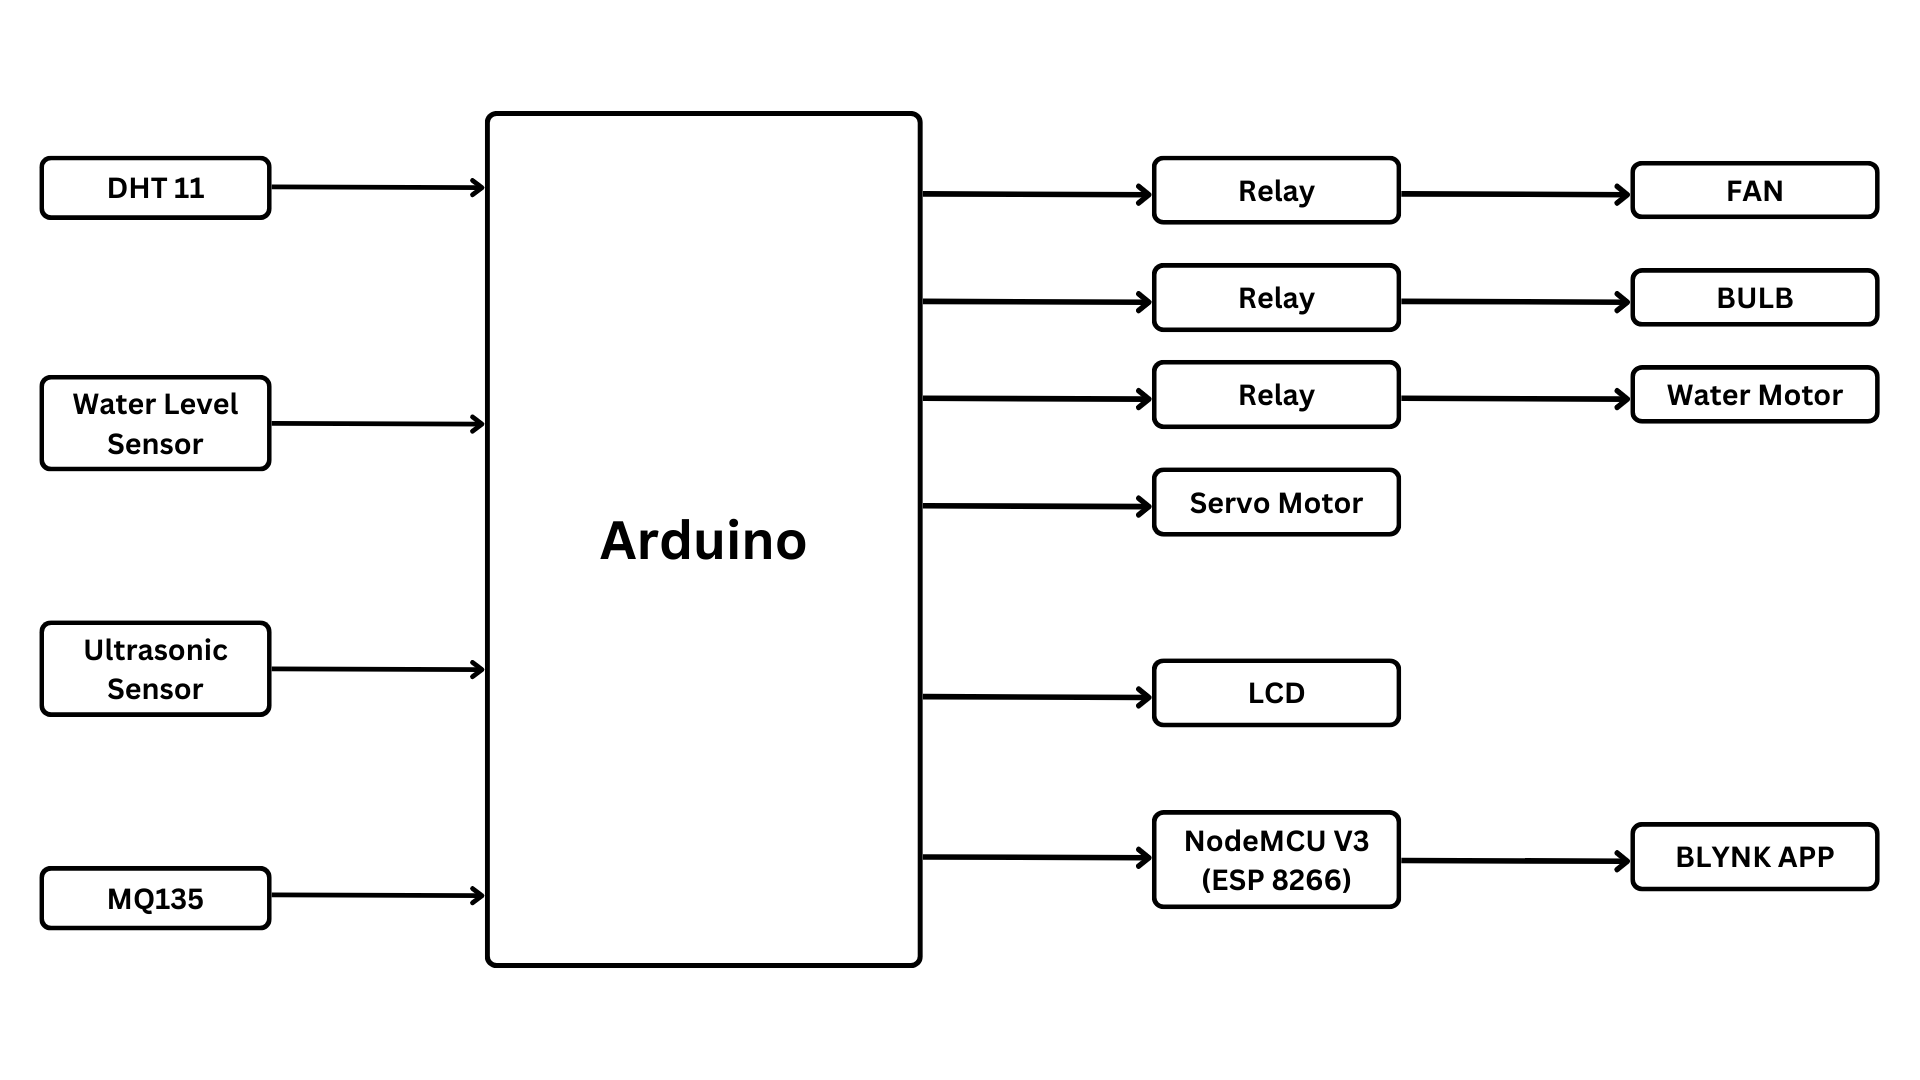 DHT 11
Water Level
Sensor
Ultrasonic
Sensor
MQ135
Arduino
Relay
FAN
Relay
BULB
Relay
Water Motor
Servo Motor
LCD
NodeMCU V3
(ESP 8266)
BLYNK APP